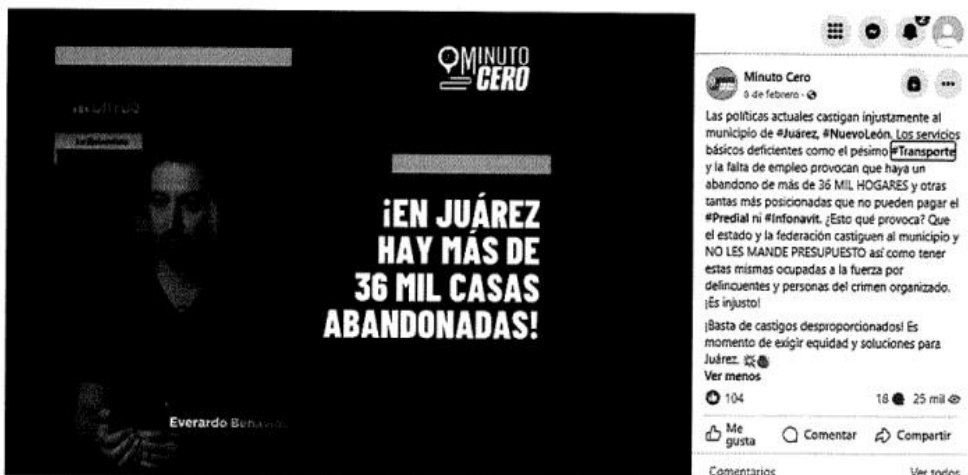 MINUTO
CERO
¡EN JUÁREZ
HAY MÁS DE
36 MIL CASAS
ABANDONADAS!
Everardo
2
Minuto Cero
de febrero
Las políticas actuales castigan injustamente al
municipio de #Juárez, #NuevoLeón. Los servicios
básicos deficientes como el pésimo #Transporte
y la falta de empleo provocan que haya un
abandono de más de 36 MIL HOGARES y otras
tantas más posicionadas que no pueden pagar el
#Predial ni #Infonavit. ¿Esto qué provoca? Que
el estado y la federación castiguen al municipio y
NO LES MANDE PRESUPUESTO así como tener
estas mismas ocupadas a la fuerza por
delincuentes y personas del crimen organizado.
¡Es injusto!
¡Basta de castigos desproporcionados! Es
momento de exigir equidad y soluciones para
Juárez.
Ver menos
104
18
25 mil
Me gusta
Comentar
Compartir
Comentarios
Ver todos